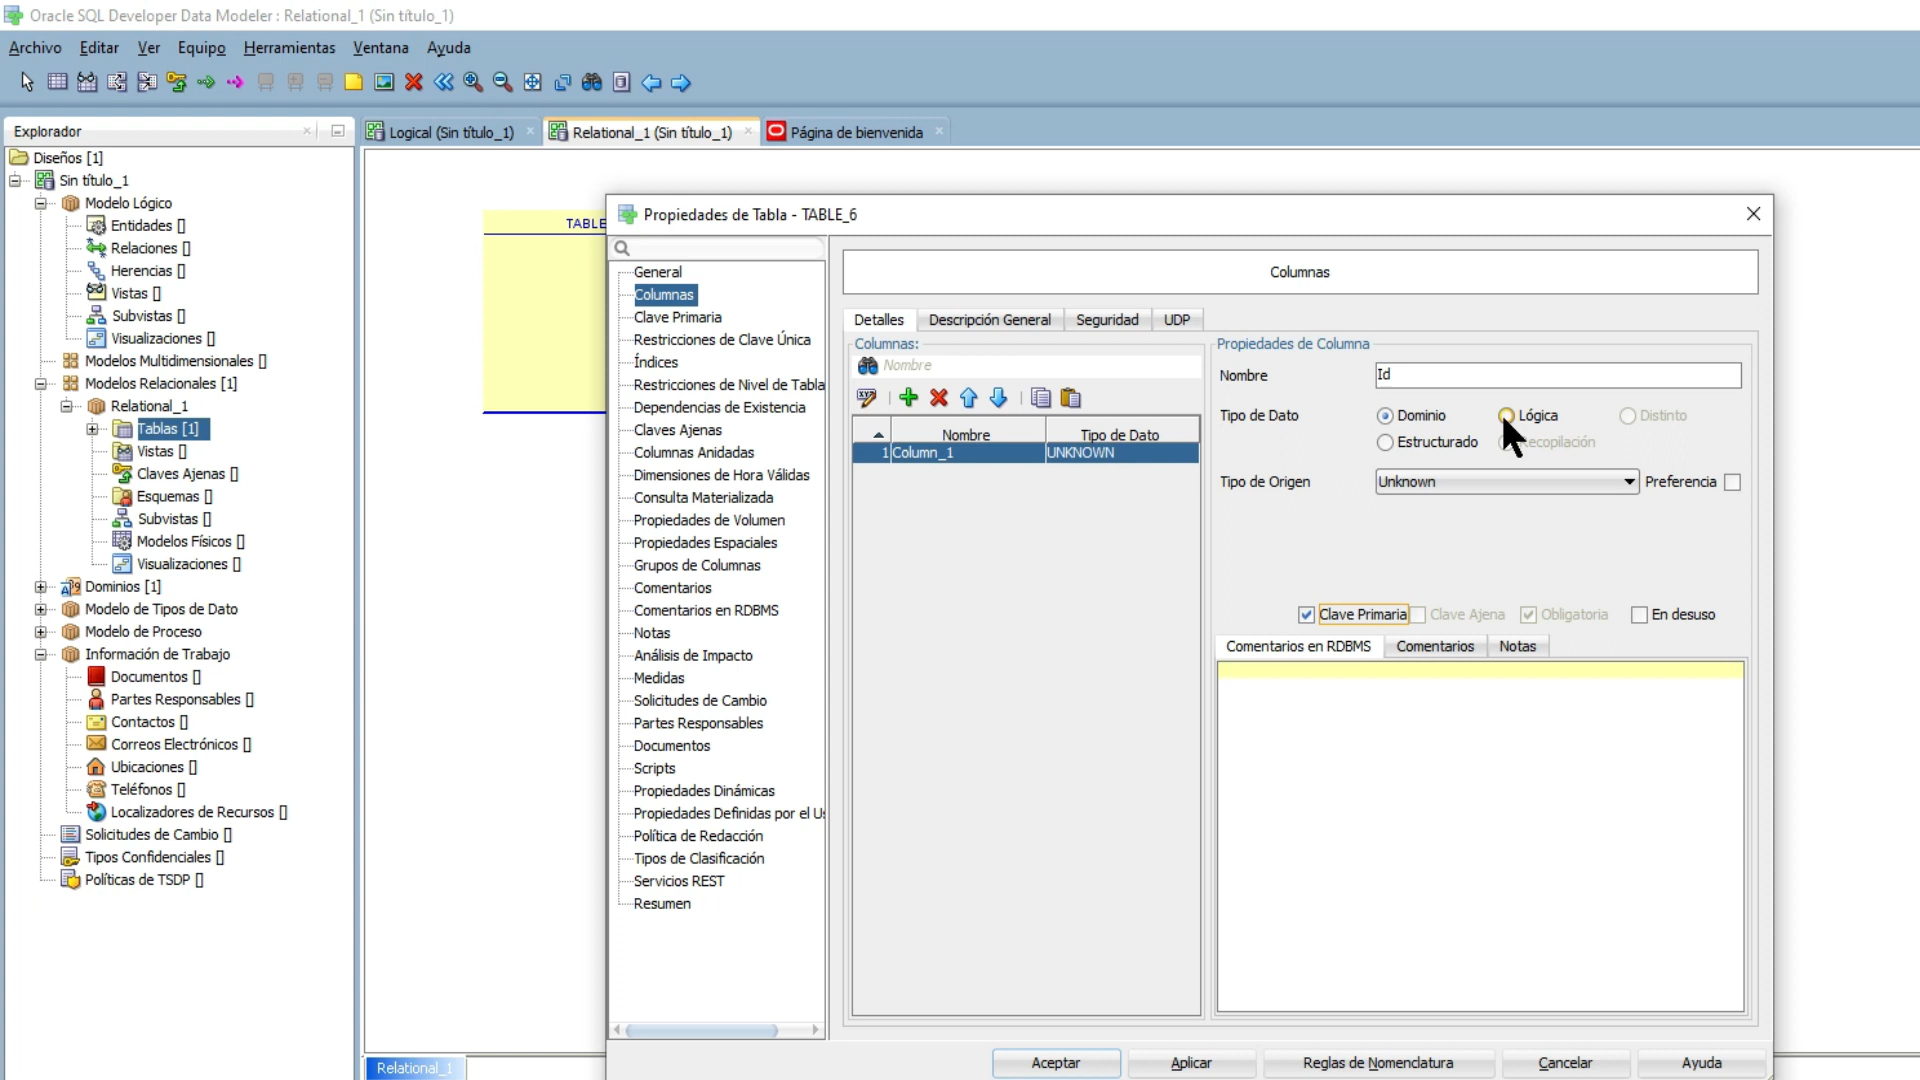 Oracle SQL Developer Data Modeler : Relational_1 (Sin título_1)
Archivo Editar Ver Equipo Herramientas Ventana Ayuda
Explorador
Logical (Sin título_1)
Relational_1 (Sin título_1)
Página de bienvenida
Diseños [1]
Sin título_1
Modelo Lógico
Entidades []
Relaciones []
Herencias []
Vistas []
Subvistas []
Visualizaciones []
Modelos Multidimensionales []
Modelos Relacionales [1]
Relational_1
Tablas [1]
Vistas []
Claves Ajenas []
Esquemas []
Subvistas []
Modelos Físicos []
Visualizaciones []
Dominios [1]
Modelo de Tipos de Dato
Modelo de Proceso
Información de Trabajo
Documentos []
Partes Responsables []
Contactos []
Correos Electrónicos []
Ubicaciones []
Teléfonos []
Localizadores de Recursos []
Solicitudes de Cambio []
Tipos Confidenciales []
Políticas de TSDP []
TABLE
Relational_1
Propiedades de Tabla - TABLE_6
General
Columnas
Clave Primaria
Restricciones de Clave Única
Índices
Restricciones de Nivel de Tabla
Dependencias de Existencia
Claves Ajenas
Columnas Anidadas
Dimensiones de Hora Válidas
Consulta Materializada
Propiedades de Volumen
Propiedades Espaciales
Grupos de Columnas
Comentarios
Comentarios en RDBMS
Notas
Análisis de Impacto
Medidas
Solicitudes de Cambio
Partes Responsables
Documentos
Scripts
Propiedades Dinámicas
Propiedades Definidas por el
Política de Redacción
Tipos de Clasificación
Servicios REST
Resumen
Columnas
Detalles Descripción General Seguridad UDP
Columnas:
Nombre
Nombre Tipo de Dato
1 Column_1 UNKNOWN
Propiedades de Columna
Nombre Id
Tipo de Dato Dominio Lógica Distinto
Estructurado ecopilación
Tipo de Origen Unknown Preferencia
Clave Primaria Clave Ajena Obligatoria En desuso
Comentarios en RDBMS Comentarios Notas
Aceptar Aplicar Reglas de Nomenclatura Cancelar Ayuda